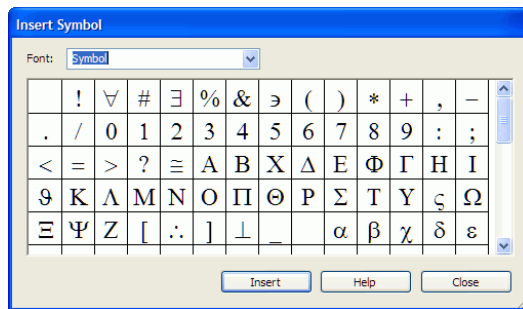 Insert Symbol
Font: Symbol
! ∀ # ∃ % & ∍ ( ) ∗ + , −
. / 0 1 2 3 4 5 6 7 8 9 : ;
< = > ? ≅ Α Β Χ Δ Ε Φ Γ Η Ι
ϑ Κ Λ Μ Ν Ο Π Θ Ρ Σ Τ Υ ς Ω
Ξ Ψ Ζ [ ∴ ] ⊥ _ α β χ δ ε
Insert Help Close